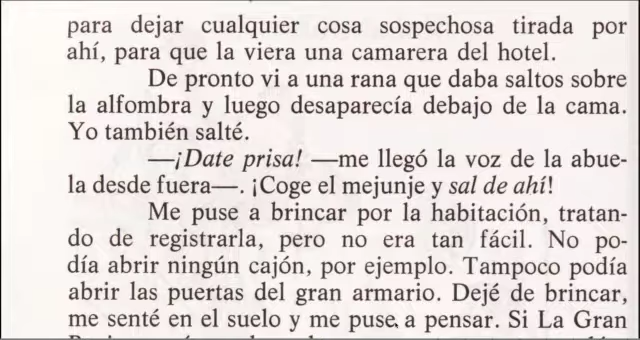 para dejar cualquier cosa sospechosa tirada por
ahí, para que la viera una camarera del hotel.
De pronto vi a una rana que daba saltos sobre
la alfombra y luego desaparecía debajo de la cama.
Yo también salté.
—¡Date prisa! —me llegó la voz de la abue-
la desde fuera—. ¡Coge el mejunje y sal de ahí!
Me puse a brincar por la habitación, tratan-
do de registrarla, pero no era tan fácil. No po-
día abrir ningún cajón, por ejemplo. Tampoco podía
abrir las puertas del gran armario. Dejé de brincar,
me senté en el suelo y me puse a pensar. Si La Gran